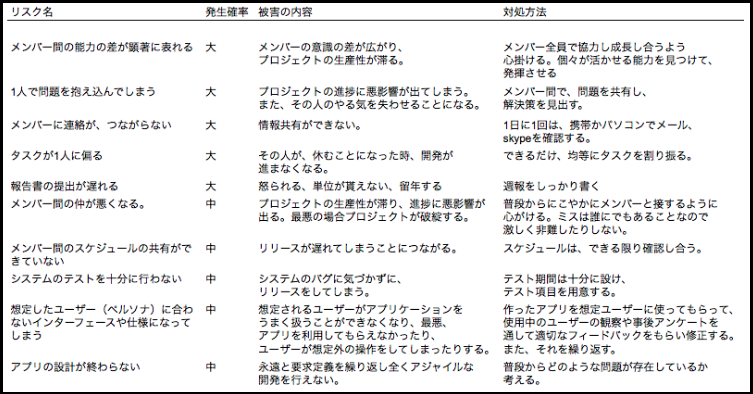 リスク名 発生確率 被害の内容 対処方法
メンバー間の能力の差が顕著に表れる 大 メンバーの意識の差が広がり、 メンバー全員で協力し成長し合うよう
プロジェクトの生産性が滞る。 心掛ける。個々が活かせる能力を見つけて、
発揮させる
1人で問題を抱え込んでしまう 大 プロジェクトの進捗に悪影響が出てしまう。 メンバー間で、問題を共有し、
また、その人のやる気を失わせることになる。 解決策を見出す。
メンバーに連絡が、つながらない 大 情報共有ができない。 1日に1回は、携帯かパソコンでメール、
skypeを確認する。
タスクが1人に偏る 大 その人が、休むことになった時、開発が できるだけ、均等にタスクを割り振る。
進まなくなる。
報告書の提出が遅れる 大 怒られる、単位が貰えない、留年する 週報をしっかり書く
メンバー間の仲が悪くなる。 中 プロジェクトの生産性が滞り、進捗に悪影響が 普段からにこやかにメンバーと接するように
出る。最悪の場合プロジェクトが破綻する。 心がける。ミスは誰にでもあることなので
激しく非難したりしない。
メンバー間のスケジュールの共有がで 中 リリースが遅れてしまうことにつながる。 スケジュールは、できる限り確認し合う。
きていない
システムのテストを十分に行わない 中 システムのバグに気づかずに、 テスト期間は十分に設け、
リリースをしてしまう。 テスト項目を用意する。
想定したユーザー（ペルソナ）に合わ 中 想定されるユーザーがアプリケーションを 作ったアプリを想定ユーザーに使ってもらって、
ないインターフェースや仕様になって うまく扱うことができなくなり、最悪、 使用中のユーザーの観察や事後アンケートを
しまう アプリを利用してもらえなかったり、 通して適切なフィードバックをもらい修正する。
ユーザーが想定外の操作をしてしまったりする。 また、それを繰り返す。
アプリの設計が終わらない 中 永遠と要求定義を繰り返し全くアジャイルな 普段からどのような問題が存在しているか
開発を行えない。 考える。